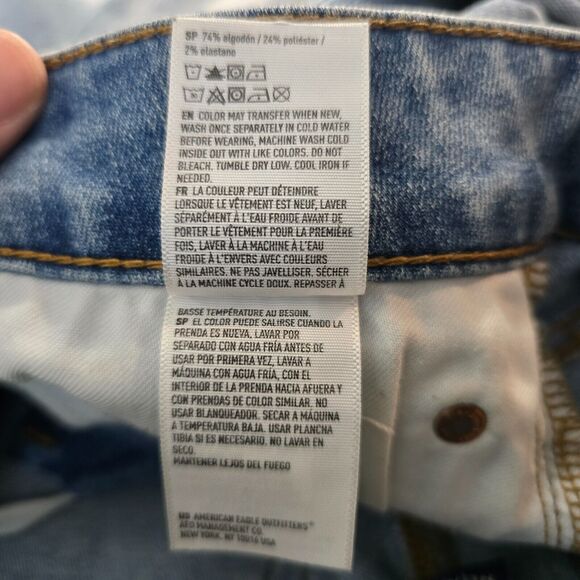 SP 74% algodón / 24% poliéster /
2% elastano
EN COLOR MAY TRANSFER WHEN NEW,
WASH ONCE SEPARATELY IN COLD WATER
BEFORE WEARING, MACHINE WASH COLD
INSIDE OUT WITH LIKE COLORS. DO NOT
BLEACH. TUMBLE DRY LOW. COOL IRON IF
NEEDED.
FR LA COULEUR PEUT DÉTEINDRE
LORSQUE LE VÊTEMENT EST NEUF, LAVER
SÉPARÉMENT À L'EAU FROIDE AVANT DE
PORTER LE VÊTEMENT POUR LA PREMIÈRE
FOIS, LAVER À LA MACHINE À L'EAU
FROIDE À L'ENVERS AVEC COULEURS
SIMILAIRES. NE PAS JAVELLISER. SÉCHER
À LA MACHINE CYCLE DOUX. REPASSER À
BASSE TEMPÉRATURE AU BESOIN.
SP EL COLOR PUEDE SALIRSE CUANDO LA
PRENDA ES NUEVA, LAVAR POR
SEPARADO CON AGUA FRÍA ANTES DE
USAR POR PRIMERA VEZ, LAVAR A
MÁQUINA CON AGUA FRÍA, CON EL
INTERIOR DE LA PRENDA HACIA AFUERA Y
CON PRENDAS DE COLOR SIMILAR. NO
USAR BLANQUEADOR. SECAR A MÁQUINA
A TEMPERATURA BAJA. USAR PLANCHA
TIBIA SI ES NECESARIO. NO LAVAR EN
SECO.
MANTENER LEJOS DEL FUEGO
US AMERICAN EAGLE OUTFITTERS®
AEO MANAGEMENT CO.
NEW YORK, NY 10016 USA